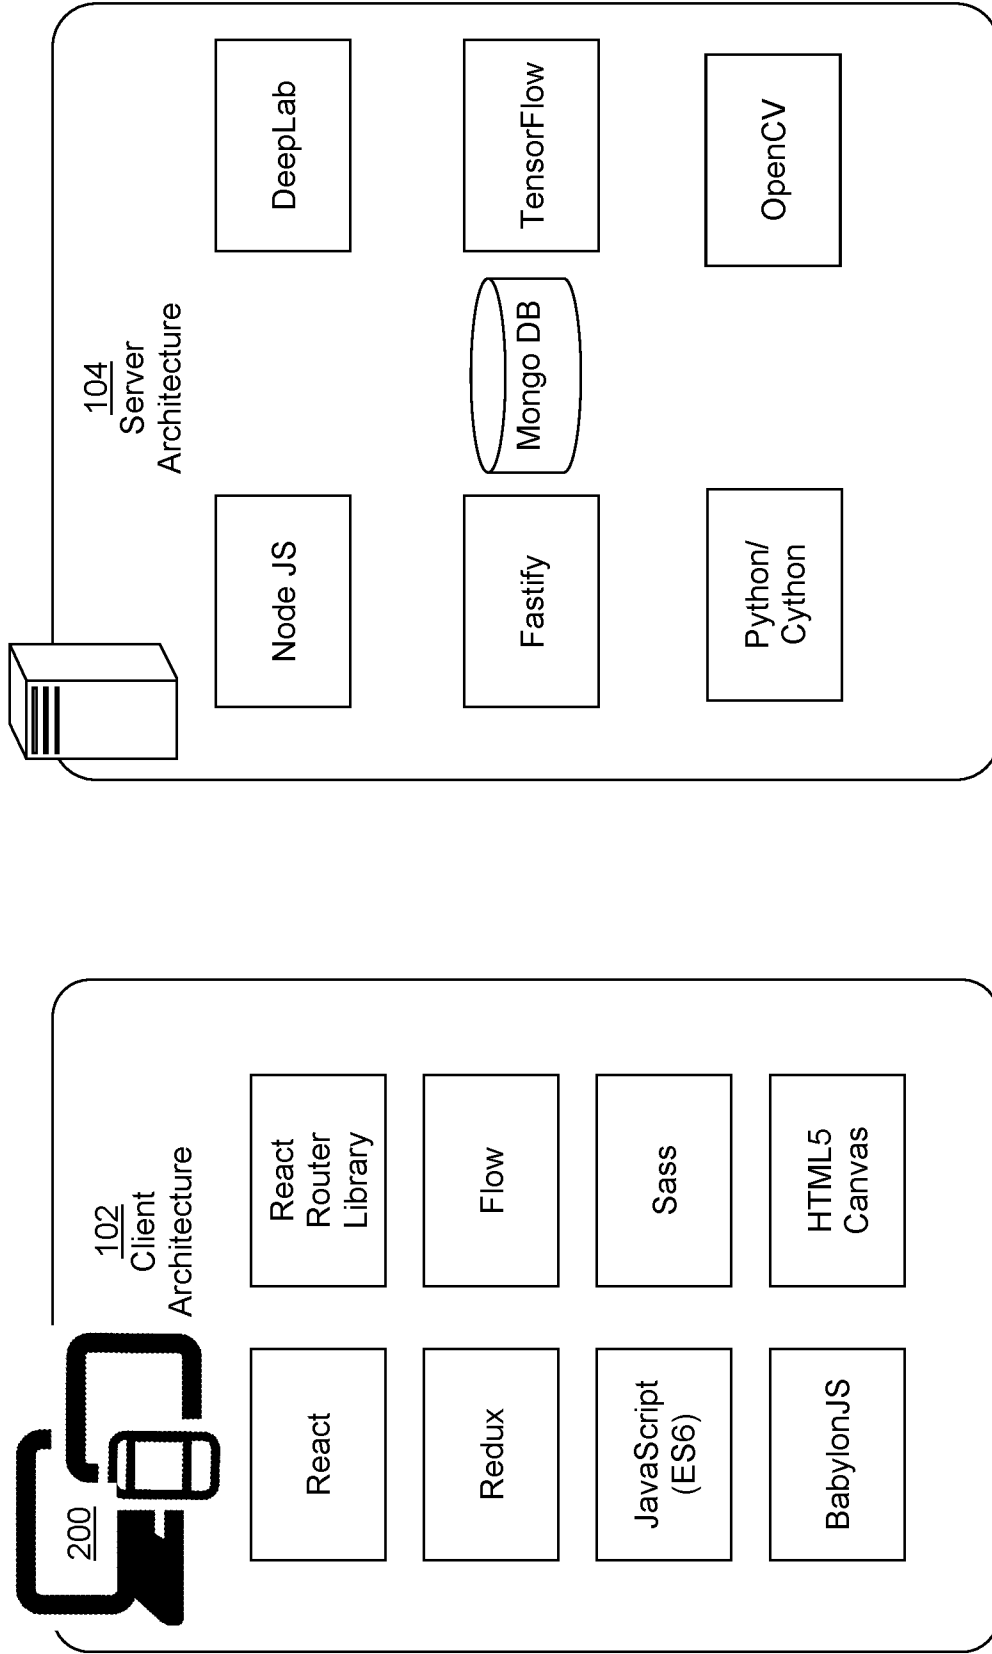 200
102
Client
Architecture
React
React
Router
Library
Redux
Flow
JavaScript
(ES6)
Sass
BabylonJS
HTML5
Canvas
104
Server
Architecture
Node JS
DeepLab
Fastify
Mongo DB
TensorFlow
Python/
Cython
OpenCV